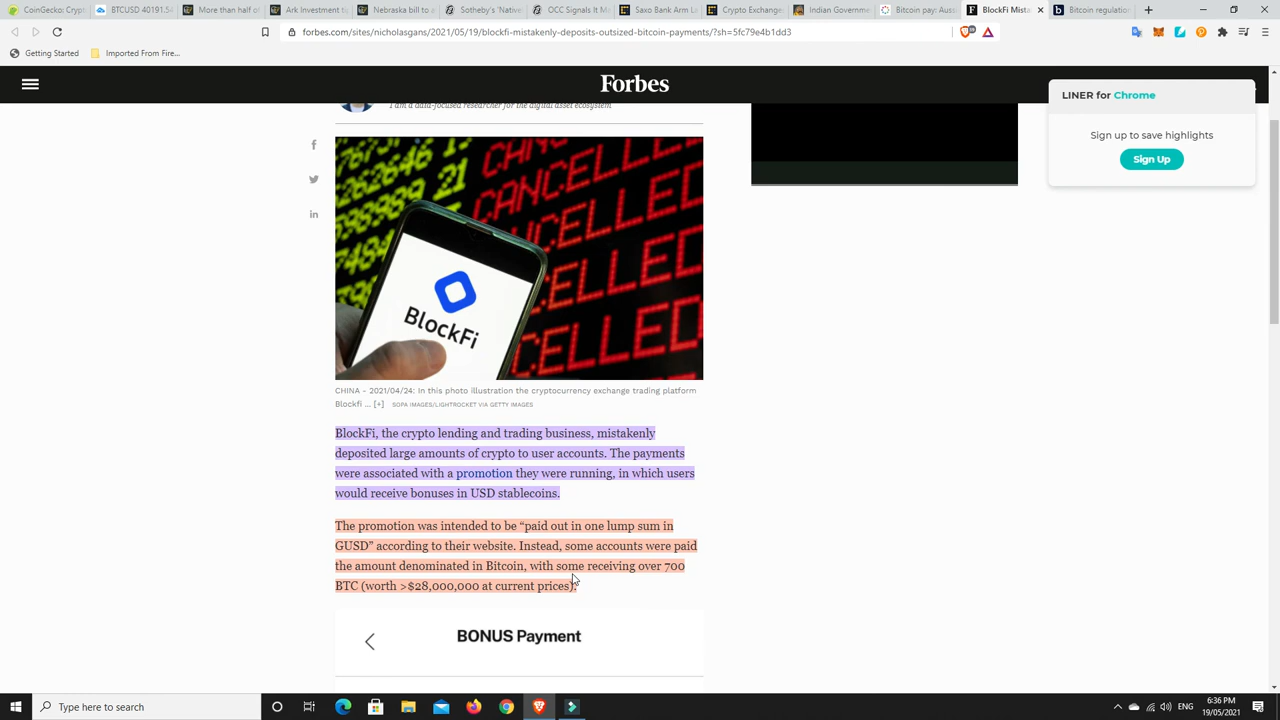 CoinGecko: Crypt
BTCUSD 40191.54
More than half of
Ark Investment t
Nebraska bill to a
Sotheby's 'Native
OCC Signals It M
Saxo Bank Arm La
Crypto Exchange
Indian Governme
Bitcoin pay: Auss
BlockFi Mista
Bitcoin regulation
forbes.com/sites/nicholasgans/2021/05/19/blockfi-mistakenly-deposits-outsized-bitcoin-payments/?sh=5fc79e4b1dd3
Getting Started
Imported From Fire...
Forbes
I am a data-focused researcher for the digital asset ecosystem
LINER for Chrome
Sign up to save highlights
Sign Up
CANCELLED
CANCELLED
BlockFi
CHINA - 2021/04/24: In this photo illustration the cryptocurrency exchange trading platform
Blockfi ... [+] SOPA IMAGES/LIGHTROCKET VIA GETTY IMAGES
BlockFi, the crypto lending and trading business, mistakenly
deposited large amounts of crypto to user accounts. The payments
were associated with a promotion they were running, in which users
would receive bonuses in USD stablecoins.
The promotion was intended to be “paid out in one lump sum in
GUSD” according to their website. Instead, some accounts were paid
the amount denominated in Bitcoin, with some receiving over 700
BTC (worth >$28,000,000 at current prices).
BONUS Payment
Type here to search
ENG
6:36 PM
19/05/2021